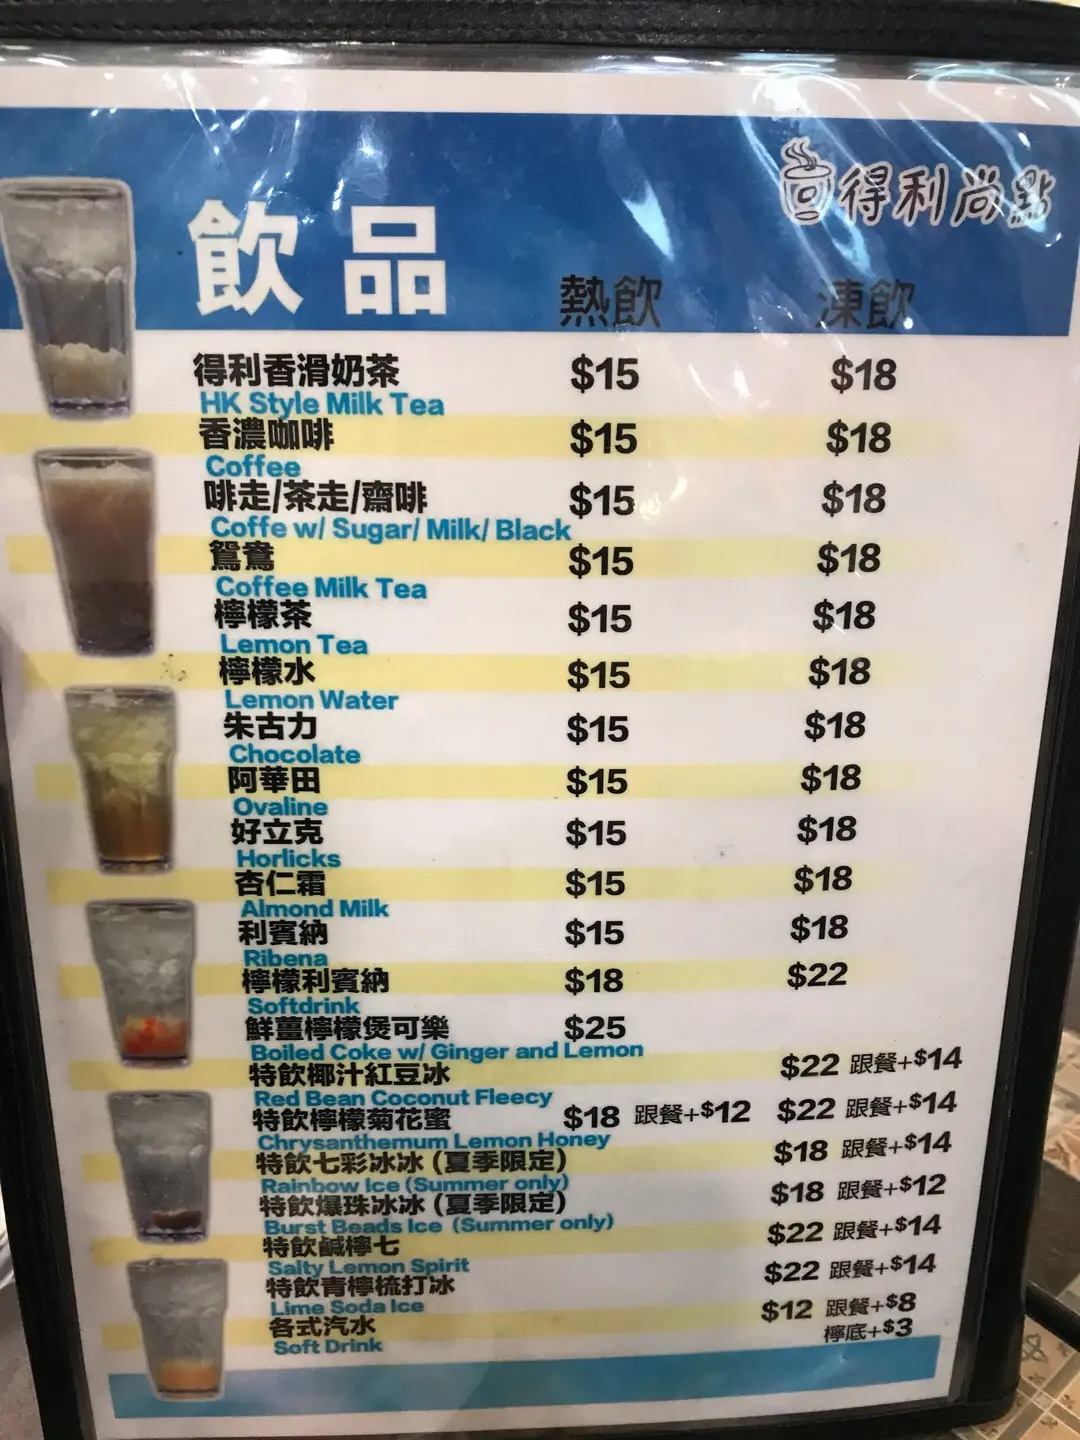 得利尚點
飲品 熱飲 凍飲
得利香滑奶茶 $15 $18
HK Style Milk Tea
香濃咖啡 $15 $18
Coffee
啡走/茶走/齋啡 $15 $18
Coffe w/ Sugar/ Milk/ Black
鴛鴦 $15 $18
Coffee Milk Tea
檸檬茶 $15 $18
Lemon Tea
檸檬水 $15 $18
Lemon Water
朱古力 $15 $18
Chocolate
阿華田 $15 $18
Ovaline
好立克 $15 $18
Horlicks
杏仁霜 $15 $18
Almond Milk
利賓納 $15 $18
Ribena
檸檬利賓納 $18 $22
Softdrink
鮮薑檸檬煲可樂 $25
Boiled Coke w/ Ginger and Lemon
特飲椰汁紅豆冰 $22 跟餐+$14
Red Bean Coconut Fleecy
特飲檸檬菊花蜜 $18 跟餐+$12 $22 跟餐+$14
Chrysanthemum Lemon Honey
特飲七彩冰冰 (夏季限定) $18 跟餐+$14
Rainbow Ice (Summer only)
特飲爆珠冰冰 (夏季限定) $18 跟餐+$12
Burst Beads Ice (Summer only)
特飲鹹檸七 $22 跟餐+$14
Salty Lemon Spirit
特飲青檸梳打冰 $22 跟餐+$14
Lime Soda Ice
各式汽水 $12 跟餐+$8
Soft Drink 檸底+$3